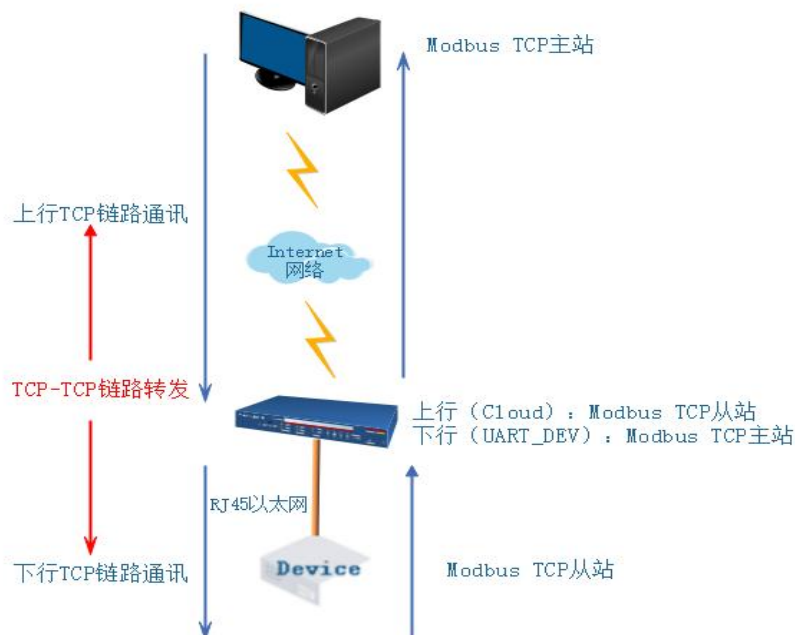 Modbus TCP主站
上行TCP链路通讯
Internet
网络
TCP-TCP链路转发
上行（Cloud）：Modbus TCP从站
下行（UART_DEV）：Modbus TCP主站
RJ45以太网
下行TCP链路通讯
Device
Modbus TCP从站